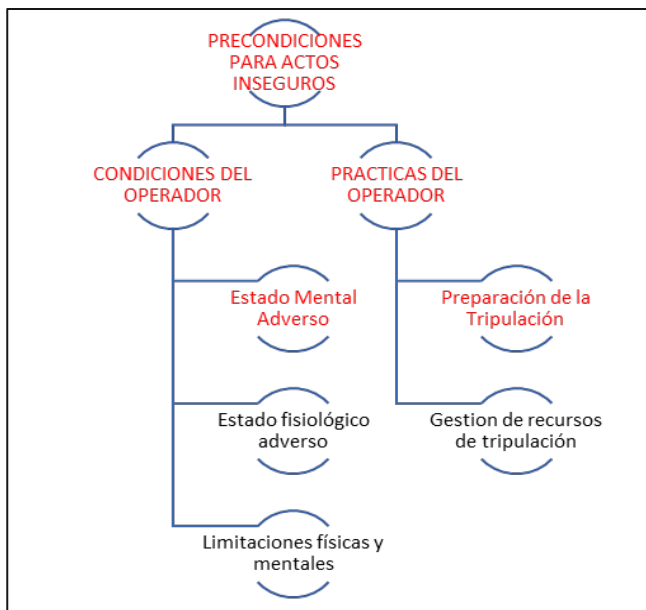 PRECONDICIONES
PARA ACTOS
INSEGUROS
CONDICIONES DEL
OPERADOR
PRACTICAS DEL
OPERADOR
Estado Mental
Adverso
Preparación de la
Tripulación
Estado fisiológico
adverso
Gestion de recursos
de tripulación
Limitaciones físicas y
mentales